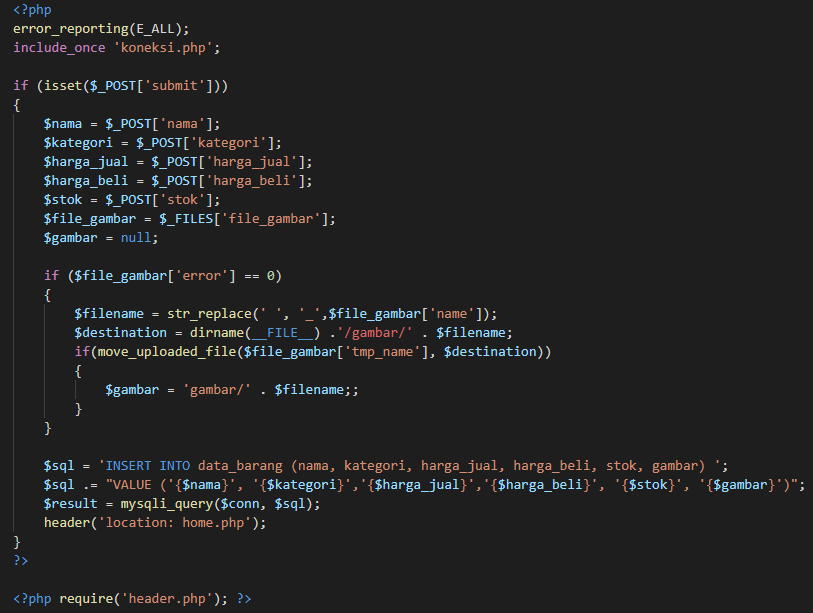 <?php
error_reporting(E_ALL);
include_once 'koneksi.php';
if (isset($_POST['submit']))
{
$nama = $_POST['nama'];
$kategori = $_POST['kategori'];
$harga_jual = $_POST['harga_jual'];
$harga_beli = $_POST['harga_beli'];
$stok = $_POST['stok'];
$file_gambar = $_FILES['file_gambar'];
$gambar = null;
if ($file_gambar['error'] == 0)
{
$filename = str_replace(' ', '_',$file_gambar['name']);
$destination = dirname(__FILE__) .'/gambar/' . $filename;
if(move_uploaded_file($file_gambar['tmp_name'], $destination))
{
$gambar = 'gambar/' . $filename;;
}
}
$sql = 'INSERT INTO data_barang (nama, kategori, harga_jual, harga_beli, stok, gambar) ';
$sql .= "VALUE ('{$nama}', '{$kategori}','{$harga_jual}','{$harga_beli}', '{$stok}', '{$gambar}')";
$result = mysqli_query($conn, $sql);
header('location: home.php');
}
?>
<?php require('header.php'); ?>